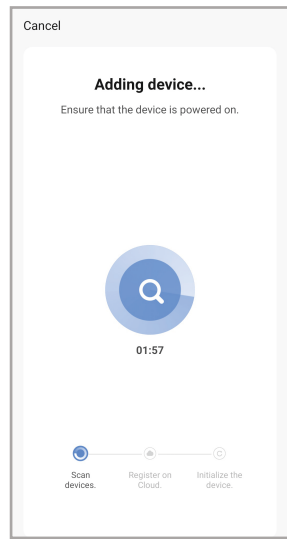 Cancel
Adding device...
Ensure that the device is powered on.
01:57
Scan devices.
Register on Cloud.
Initialize the device.